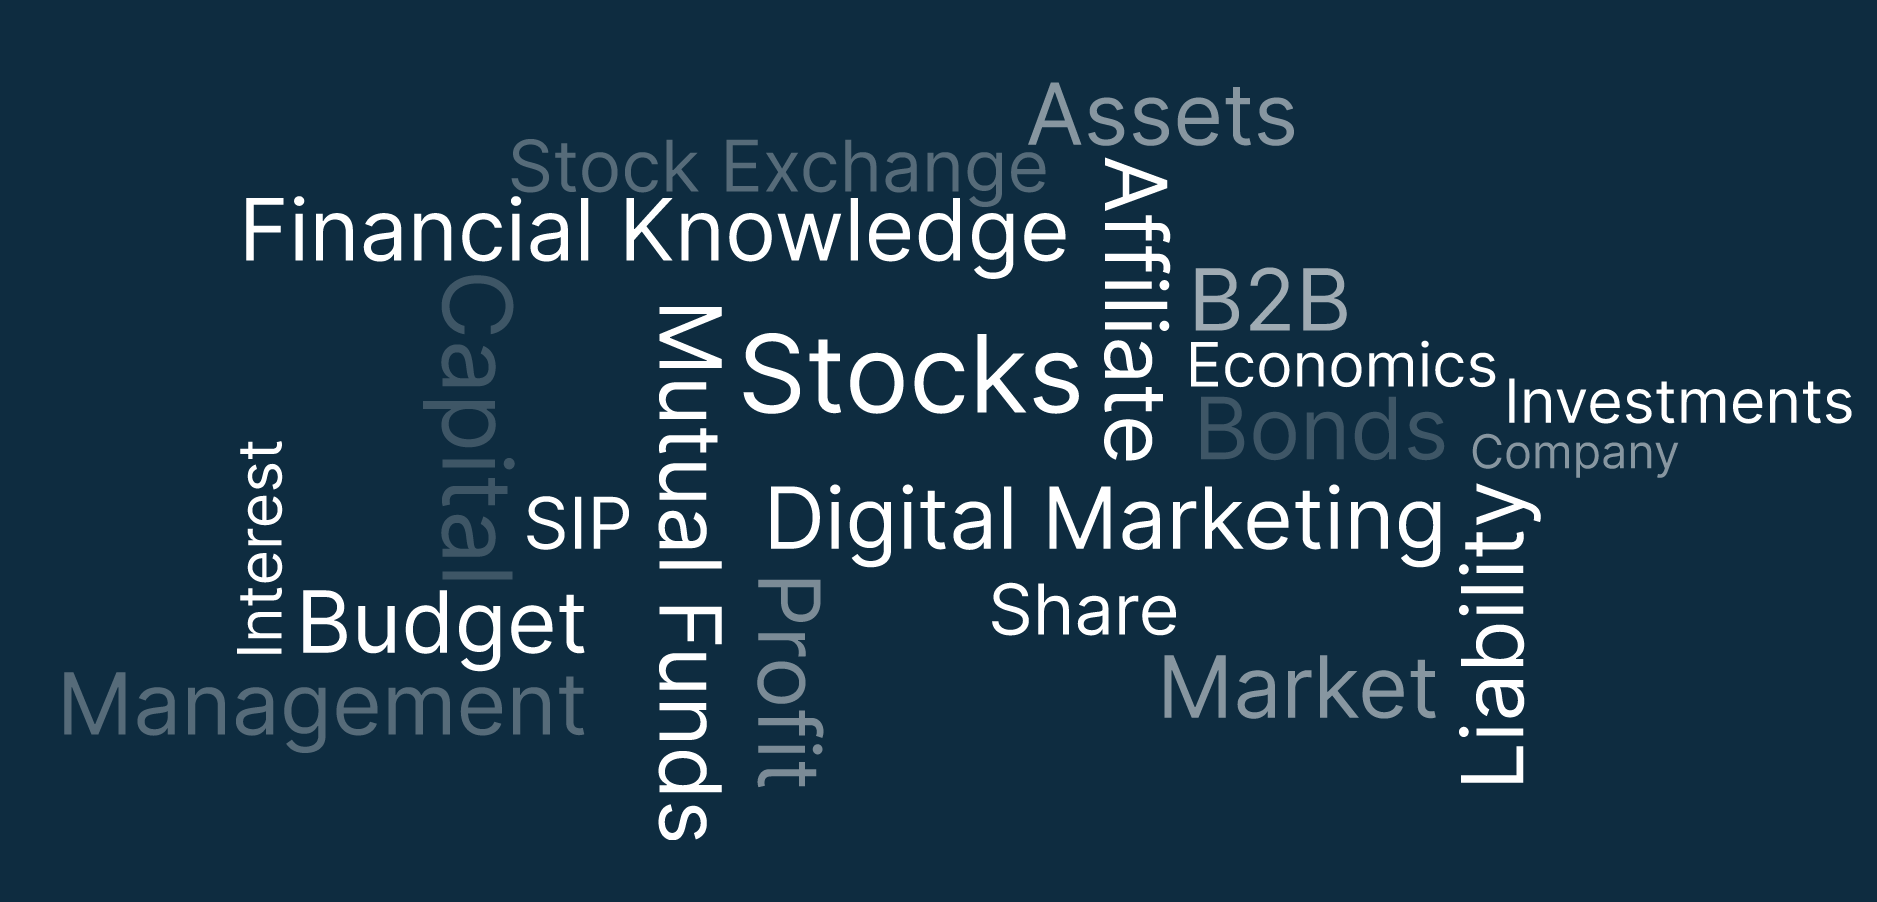 Assets
Stock Exchange
Financial Knowledge
Affiliate
B2B
Capital
Mutual Funds
Stocks
Economics
Investments
Bonds
Company
Interest
SIP
Digital Marketing
Liability
Budget
Profit
Share
Management
Market